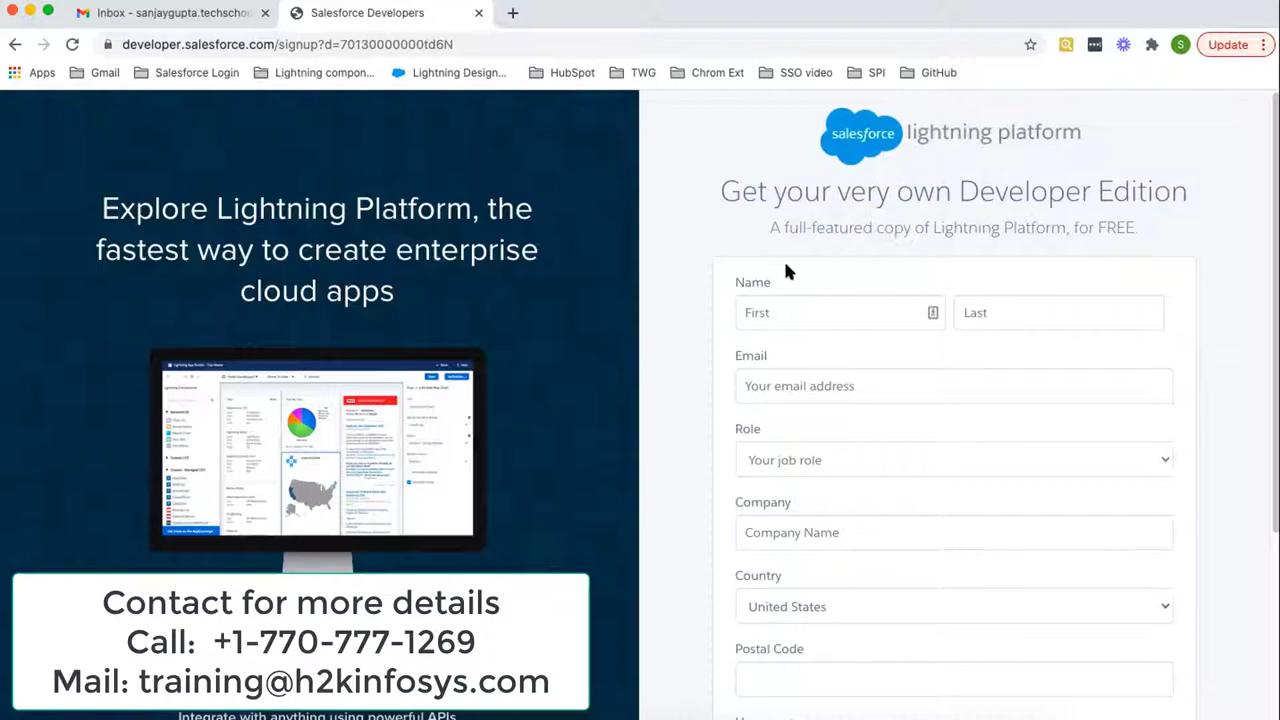 Inbox - sanjaygupta.techschoo
Salesforce Developers
developer.salesforce.com/signup?d=70130000000td6N
S
Update
Apps
Gmail
Salesforce Login
Lightning compon...
Lightning Design...
HubSpot
TWG
Chrom Ext
SSO video
SPI
GitHub
Explore Lightning Platform, the
fastest way to create enterprise
cloud apps
Contact for more details
Call: +1-770-777-1269
Mail: training@h2kinfosys.com
Integrate with anything using powerful APIs
salesforce lightning platform
Get your very own Developer Edition
A full-featured copy of Lightning Platform, for FREE.
Name
First
Last
Email
Your email address
Role
Company
Company Name
Country
United States
Postal Code